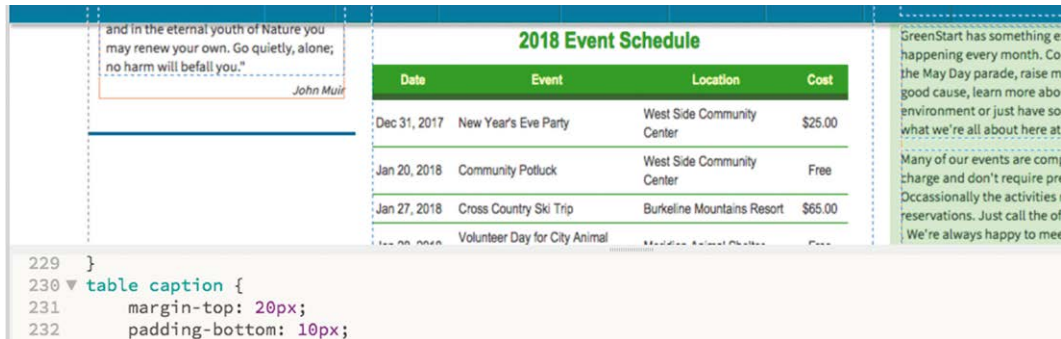 and in the eternal youth of Nature you
may renew your own. Go quietly, alone;
no harm will befall you."
John Muir
2018 Event Schedule
Date Event Location Cost
Dec 31, 2017 New Year's Eve Party West Side Community
Center $25.00
Jan 20, 2018 Community Potluck West Side Community
Center Free
Jan 27, 2018 Cross Country Ski Trip Burkeline Mountains Resort $65.00
Volunteer Day for City Animal
GreenStart has something
happening every month. Co
the May Day parade, raise m
good cause, learn more abo
environment or just have so
what we're all about here at
Many of our events are com
charge and don't require pre
Occassionally the activities
reservations. Just call the of
We're always happy to mee
229 }
230 table caption {
231 margin-top: 20px;
232 padding-bottom: 10px;